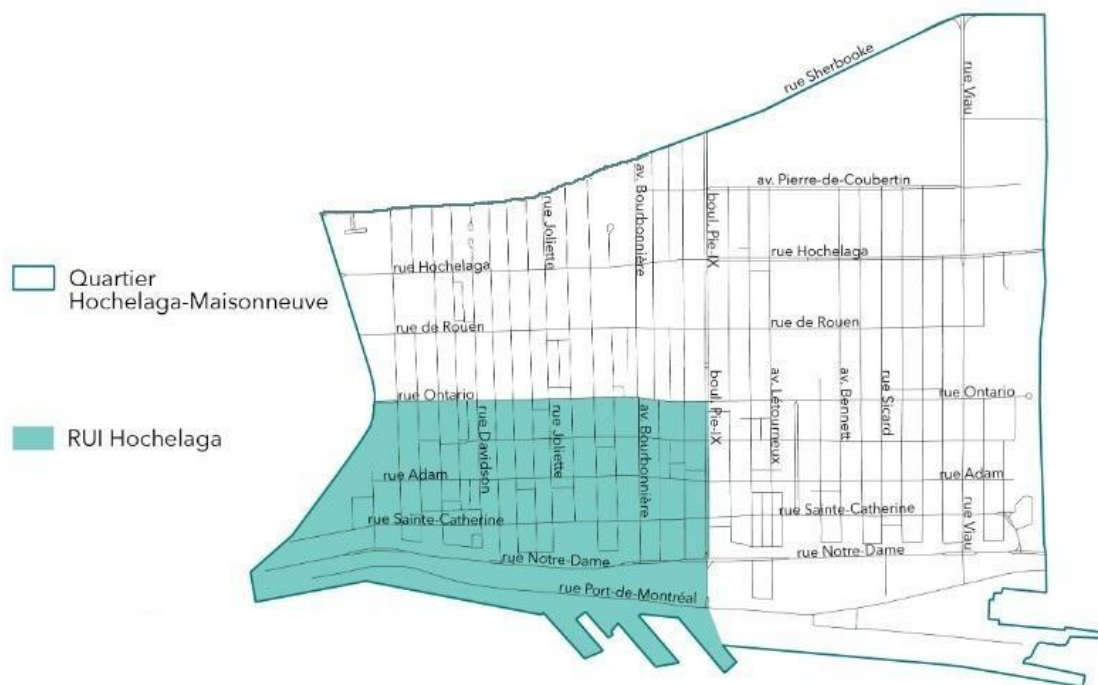 rue Sherbooke
rue Viau
av. Pierre-de-Coubertin
av. Bourbonnière
boul. Pie-IX
rue Joliette
rue Hochelaga
rue Hochelaga
Quartier
Hochelaga-Maisonneuve
rue de Rouen
rue de Rouen
rue Ontario
rue Ontario
boul. Pie-IX
av. Létourneux
av. Bennett
rue Sicard
RUI Hochelaga
rue Davidson
rue Joliette
av. Bourbonnière
rue Adam
rue Adam
rue Sainte-Catherine
rue Sainte-Catherine
rue Viau
rue Notre-Dame
rue Notre-Dame
rue Port-de-Montréal